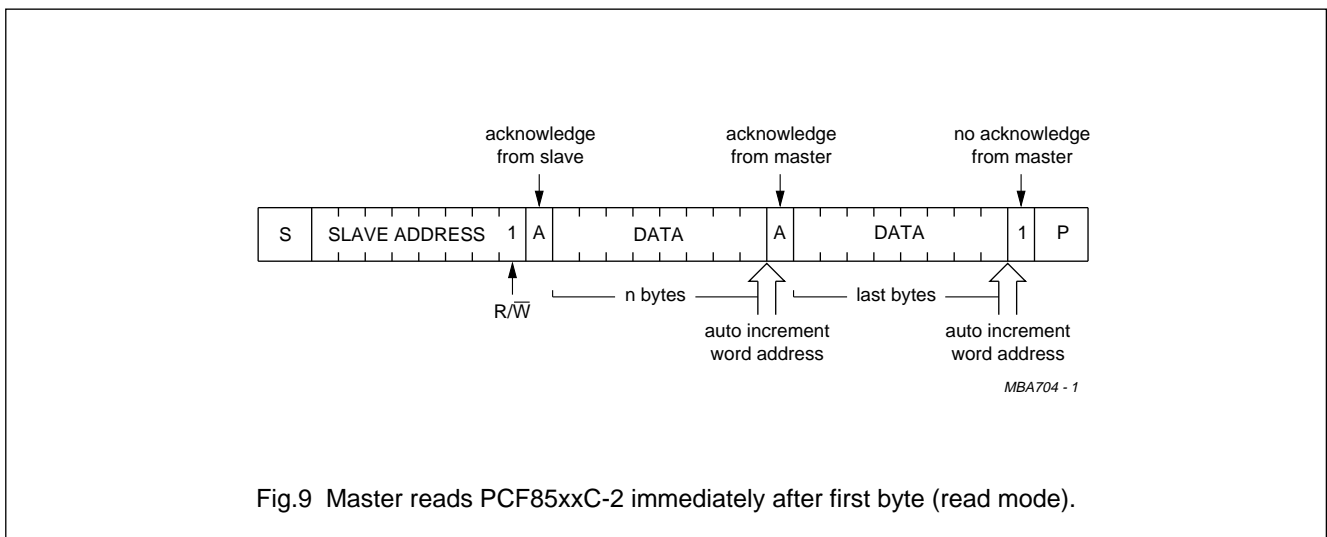 acknowledge
from slave
acknowledge
from master
no acknowledge
from master
S SLAVE ADDRESS 1 A DATA A DATA 1 P
R/W̅
n bytes
last bytes
auto increment
word address
auto increment
word address
MBA704 - 1
Fig.9 Master reads PCF85xxC-2 immediately after first byte (read mode).